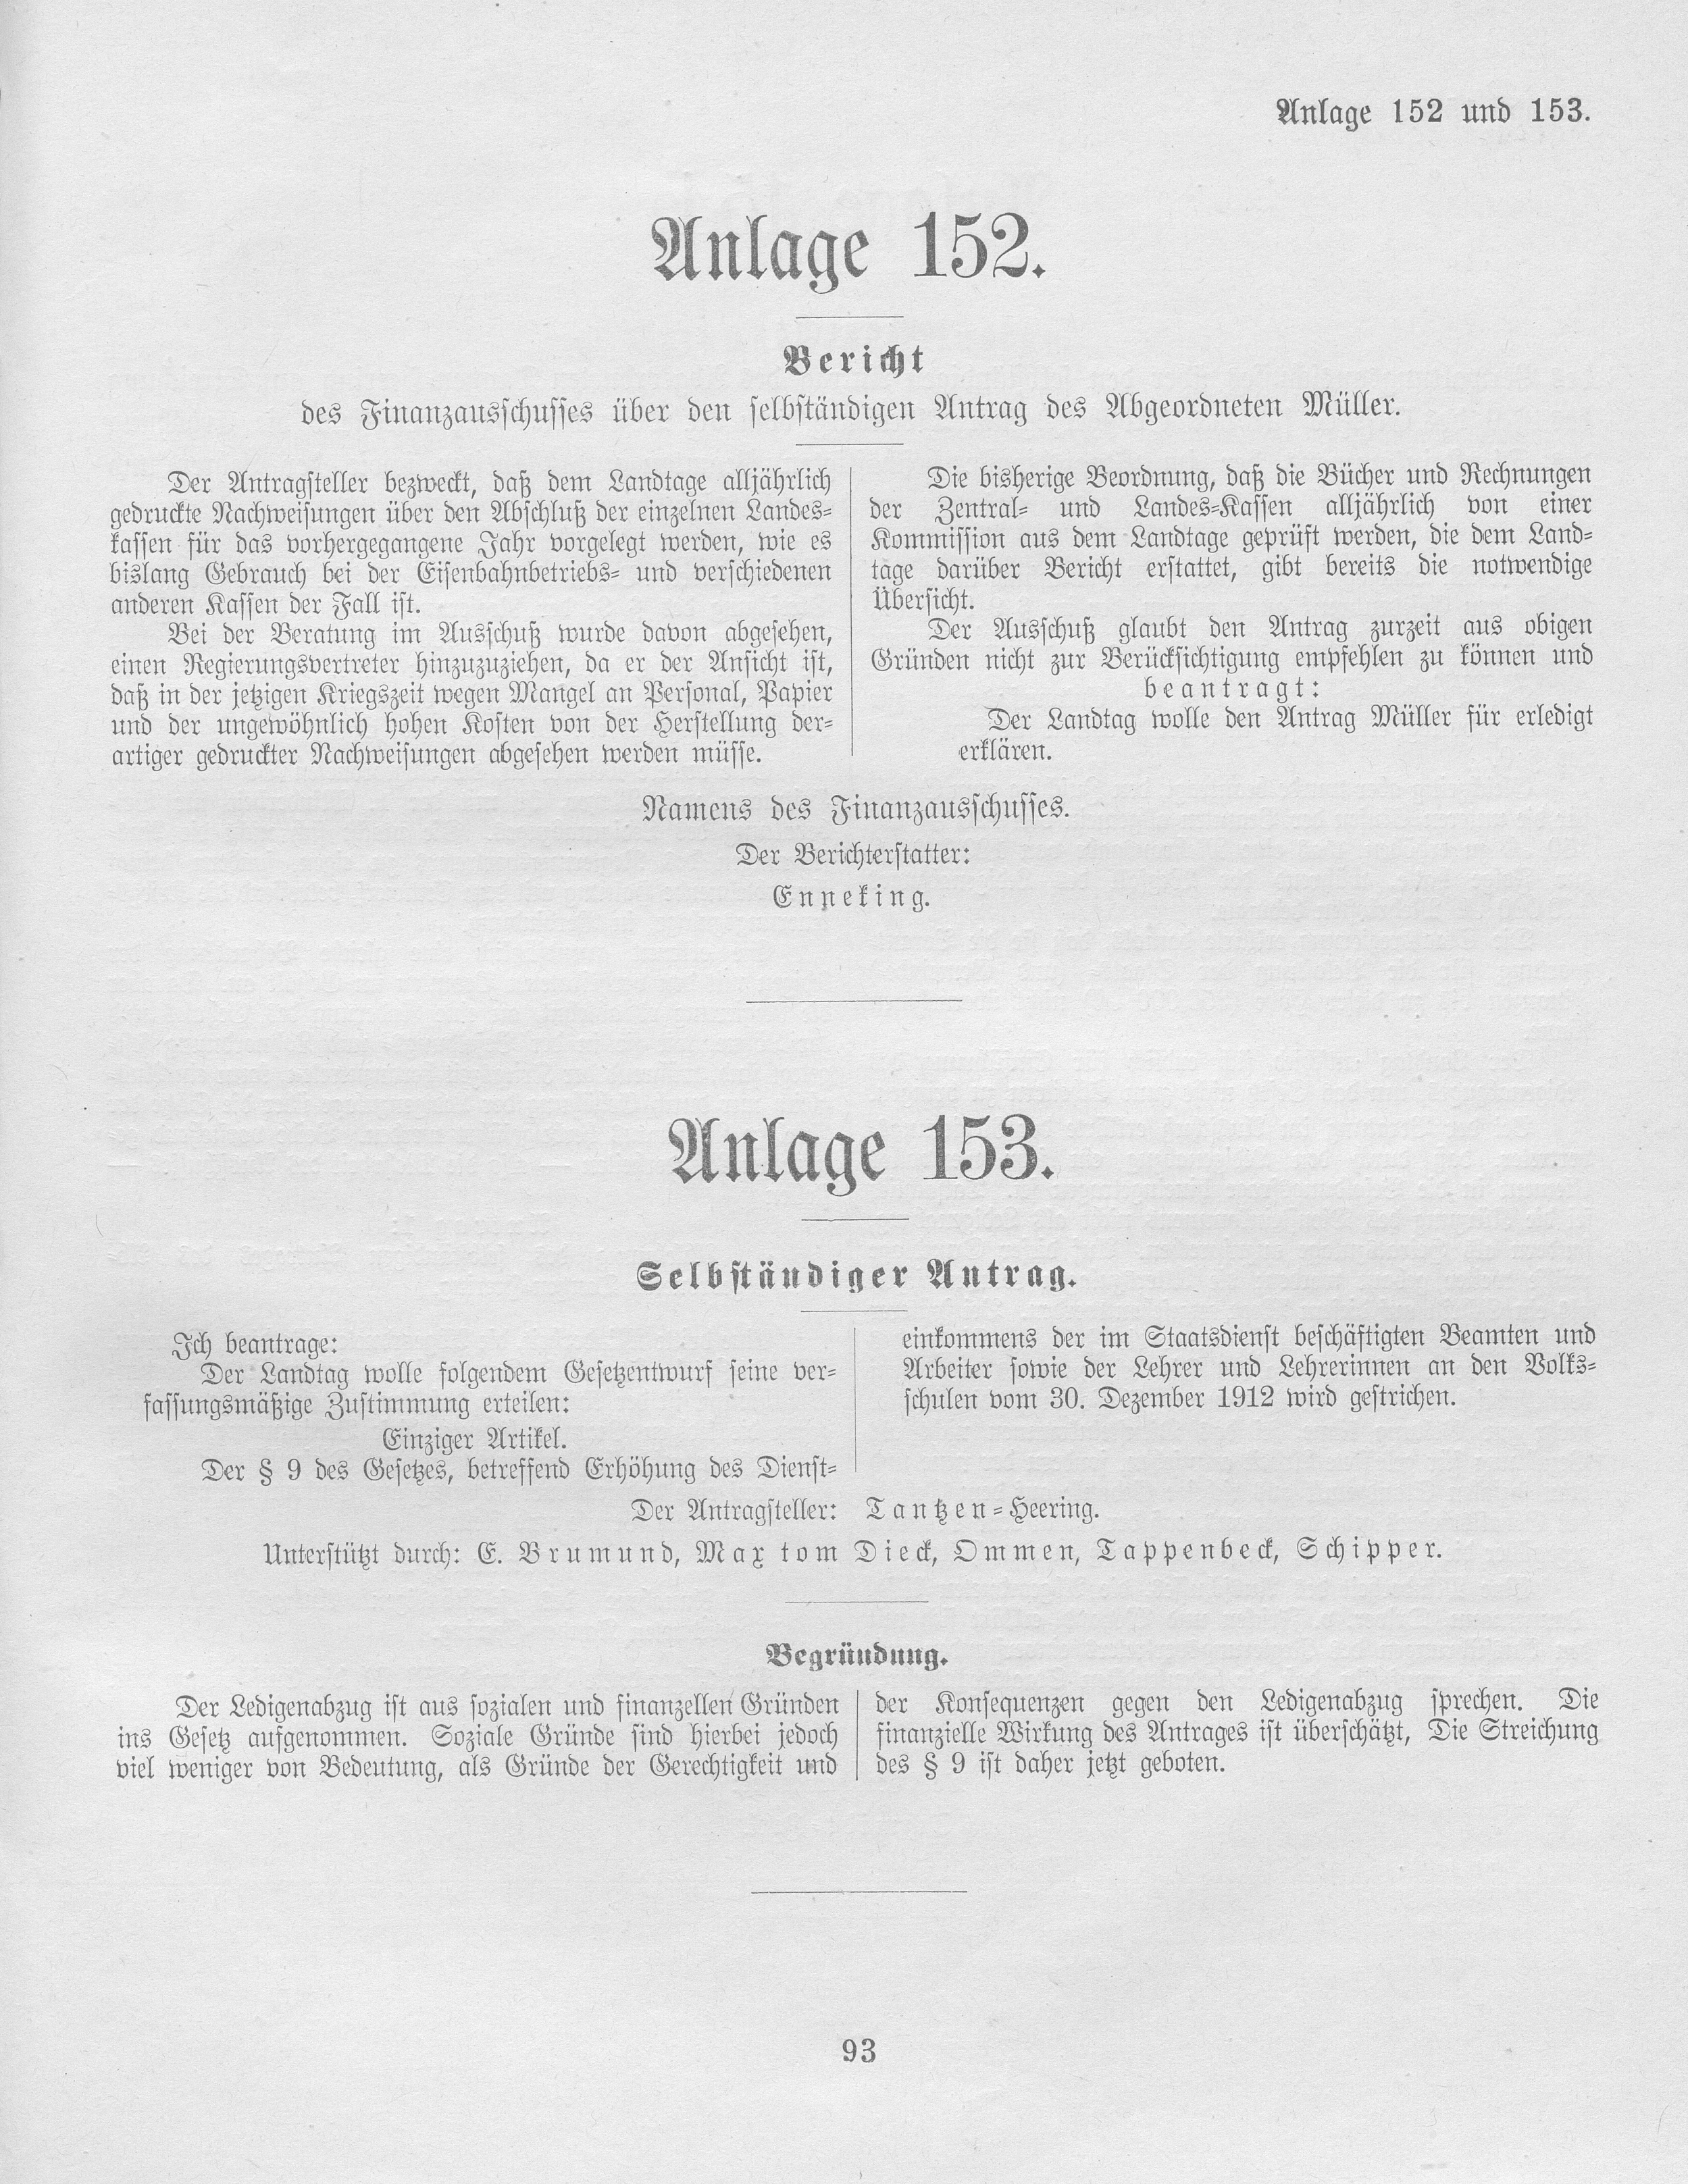 Anlage 152 und 153.
Anlage 152.
Bericht
des Finanzausschusses über den selbständigen Antrag des Abgeordneten Müller.
Der Antragsteller bezweckt, daß dem Landtage alljährlich
gedruckte Nachweisungen über den Abschluß der einzelnen Landes-
kassen für das vorhergegangene Jahr vorgelegt werden, wie es
bislang Gebrauch bei der Eisenbahnbetriebs- und verschiedenen
anderen Kassen der Fall ist.
Bei der Beratung im Ausschuß wurde davon abgesehen,
einen Regierungsvertreter hinzuzuziehen, da er der Ansicht ist,
daß in der jetzigen Kriegszeit wegen Mangel an Personal, Papier
und der ungewöhnlich hohen Kosten von der Herstellung der-
artiger gedruckter Nachweisungen abgesehen werden müsse.
Die bisherige Beordnung, daß die Bücher und Rechnungen
der Zentral- und Landes-Kassen alljährlich von einer
Kommission aus dem Landtage geprüft werden, die dem Land-
tage darüber Bericht erstattet, gibt bereits die notwendige
Übersicht.
Der Ausschuß glaubt den Antrag zurzeit aus obigen
Gründen nicht zur Berücksichtigung empfehlen zu können und
beantragt:
Der Landtag wolle den Antrag Müller für erledigt
erklären.
Namens des Finanzausschusses.
Der Berichterstatter:
Enneking.
Anlage 153.
Selbständiger Antrag.
Ich beantrage:
Der Landtag wolle folgendem Gesetzentwurf seine ver-
fassungsmäßige Zustimmung erteilen:
Einziger Artikel.
Der § 9 des Gesetzes, betreffend Erhöhung des Dienst-
einkommens der im Staatsdienst beschäftigten Beamten und
Arbeiter sowie der Lehrer und Lehrerinnen an den Volks-
schulen vom 30. Dezember 1912 wird gestrichen.
Der Antragsteller: Tantzen-Heering.
Unterstützt durch: E. Brumund, Max tom Dieck, Ommen, Tappenbeck, Schipper.
Begründung.
Der Ledigenabzug ist aus sozialen und finanzellen Gründen
ins Gesetz aufgenommen. Soziale Gründe sind hierbei jedoch
viel weniger von Bedeutung, als Gründe der Gerechtigkeit und
der Konsequenzen gegen den Ledigenabzug sprechen. Die
finanzielle Wirkung des Antrages ist überschätzt, Die Streichung
des § 9 ist daher jetzt geboten.
93